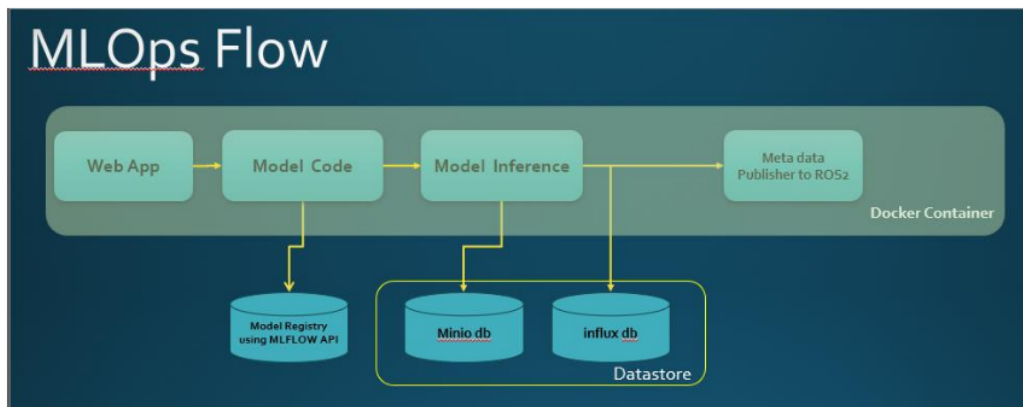 MLOps Flow
Web App
Model Code
Model Inference
Meta data
Publisher to ROS2
Docker Container
Model Registry
using MLFLOW API
Minio db
influx db
Datastore